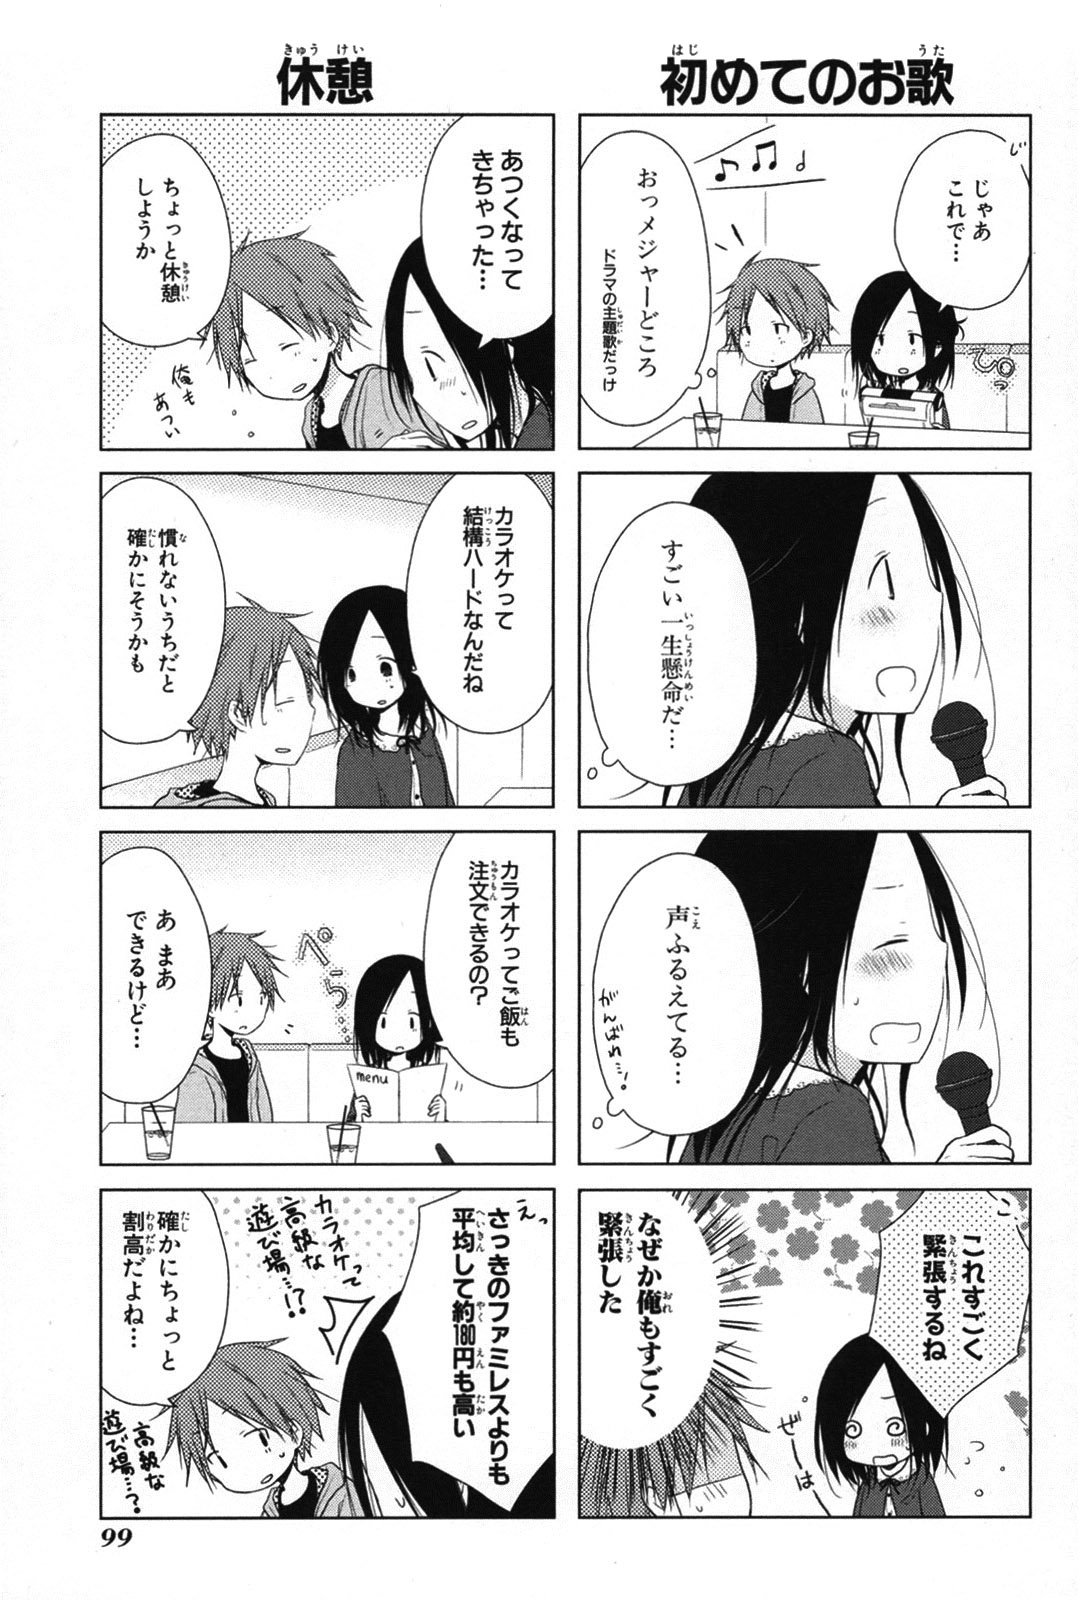 初めてのお歌
じ
じゃあ
これで…
おっメジャーどころ
ドラマの主題歌だっけ
ぴっ
すごい一生懸命だ…
声ふるえてる…
がんばれ…!
こ
これすごく
緊張するね
ぜーは
なぜか俺もすごく
緊張した
休憩
あつくなって
きちゃった…
ちょっと休憩
しようか
俺も
あつい
カラオケって
結構ハードなんだね
慣れないうちだと
確かにそうかも
カラオケってご飯も
注文できるの?
ぺら
menu
あ まあ
できるけど…
えっ
さっきのファミレスよりも
平均して約180円も高い
カラオケって
高級な
遊び場…!?
確かにちょっと
割高だよね…
高級な
遊び場…?
99